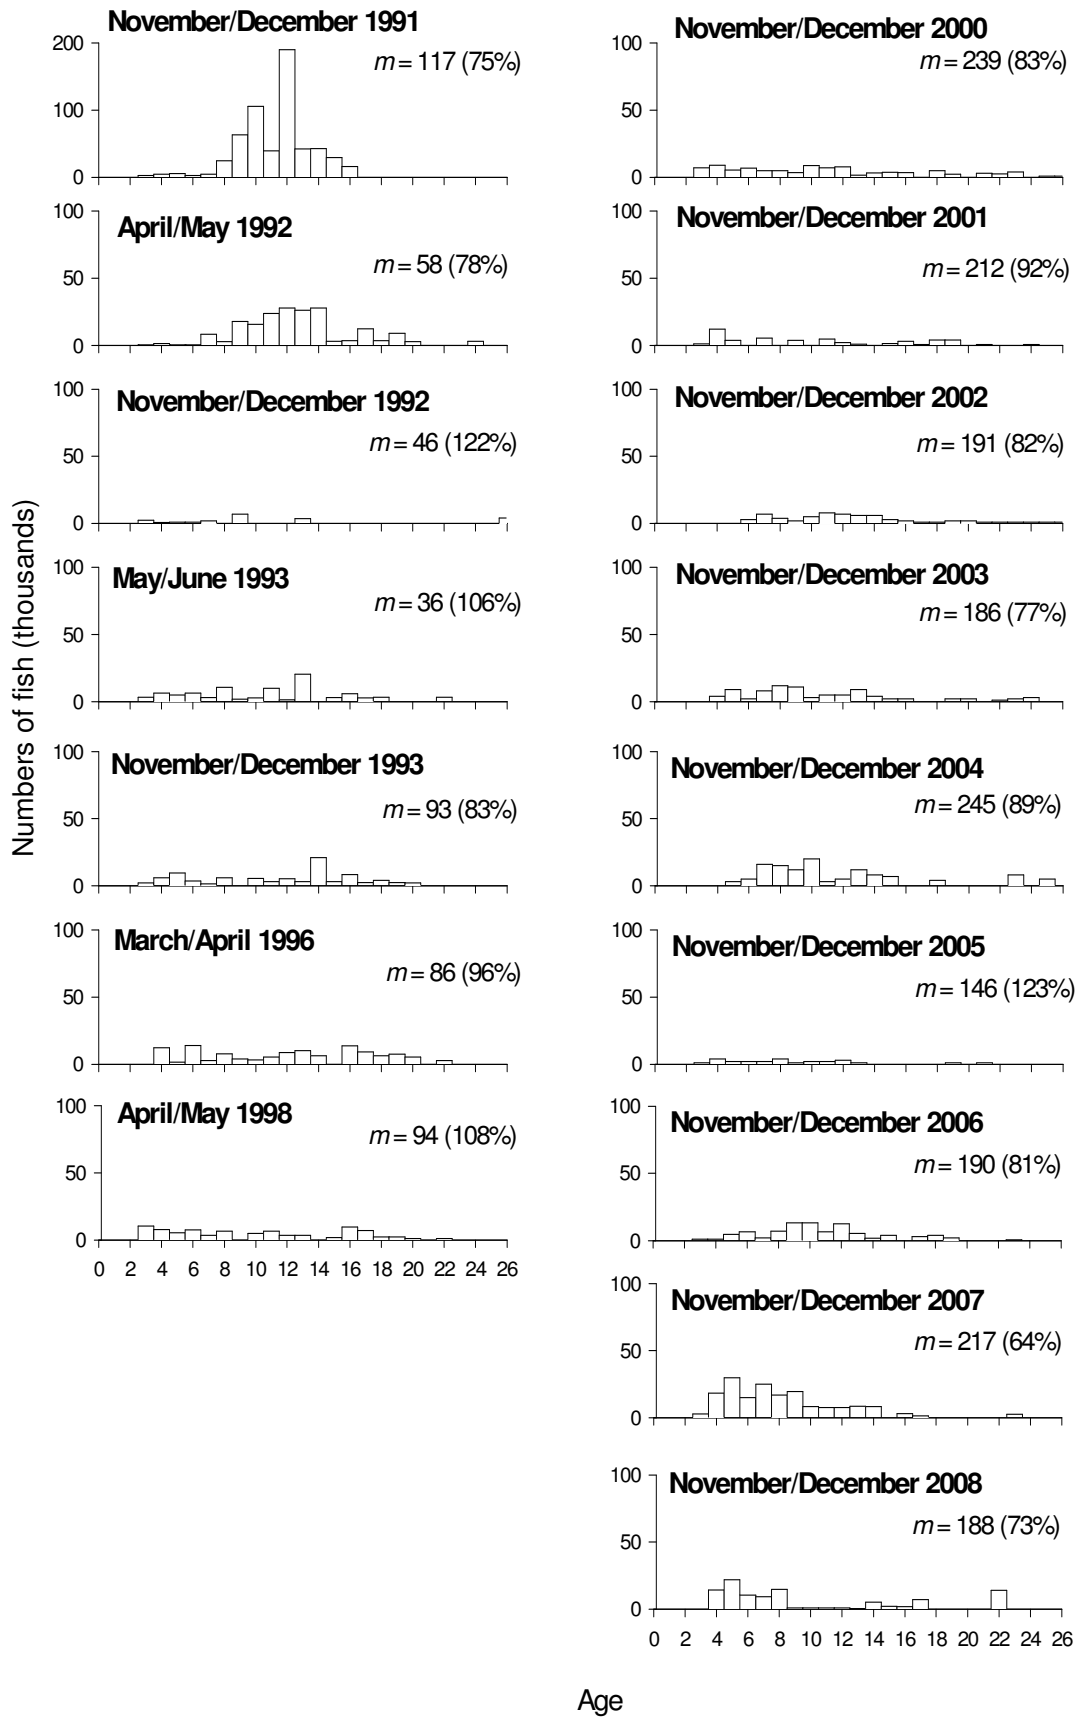 November/December 1991
200
m = 117 (75%)
100
0
100
April/May 1992
m = 58 (78%)
50
0
100
November/December 1992
m = 46 (122%)
50
0
100
May/June 1993
m = 36 (106%)
50
0
100
November/December 1993
m = 93 (83%)
50
0
100
March/April 1996
m = 86 (96%)
50
0
100
April/May 1998
m = 94 (108%)
50
0
0 2 4 6 8 10 12 14 16 18 20 22 24 26
Numbers of fish (thousands)
November/December 2000
100
m = 239 (83%)
50
0
100
November/December 2001
m = 212 (92%)
50
0
100
November/December 2002
m = 191 (82%)
50
0
100
November/December 2003
m = 186 (77%)
50
0
100
November/December 2004
m = 245 (89%)
50
0
100
November/December 2005
m = 146 (123%)
50
0
100
November/December 2006
m = 190 (81%)
50
0
100
November/December 2007
m = 217 (64%)
50
0
100
November/December 2008
m = 188 (73%)
50
0
0 2 4 6 8 10 12 14 16 18 20 22 24 26
Age